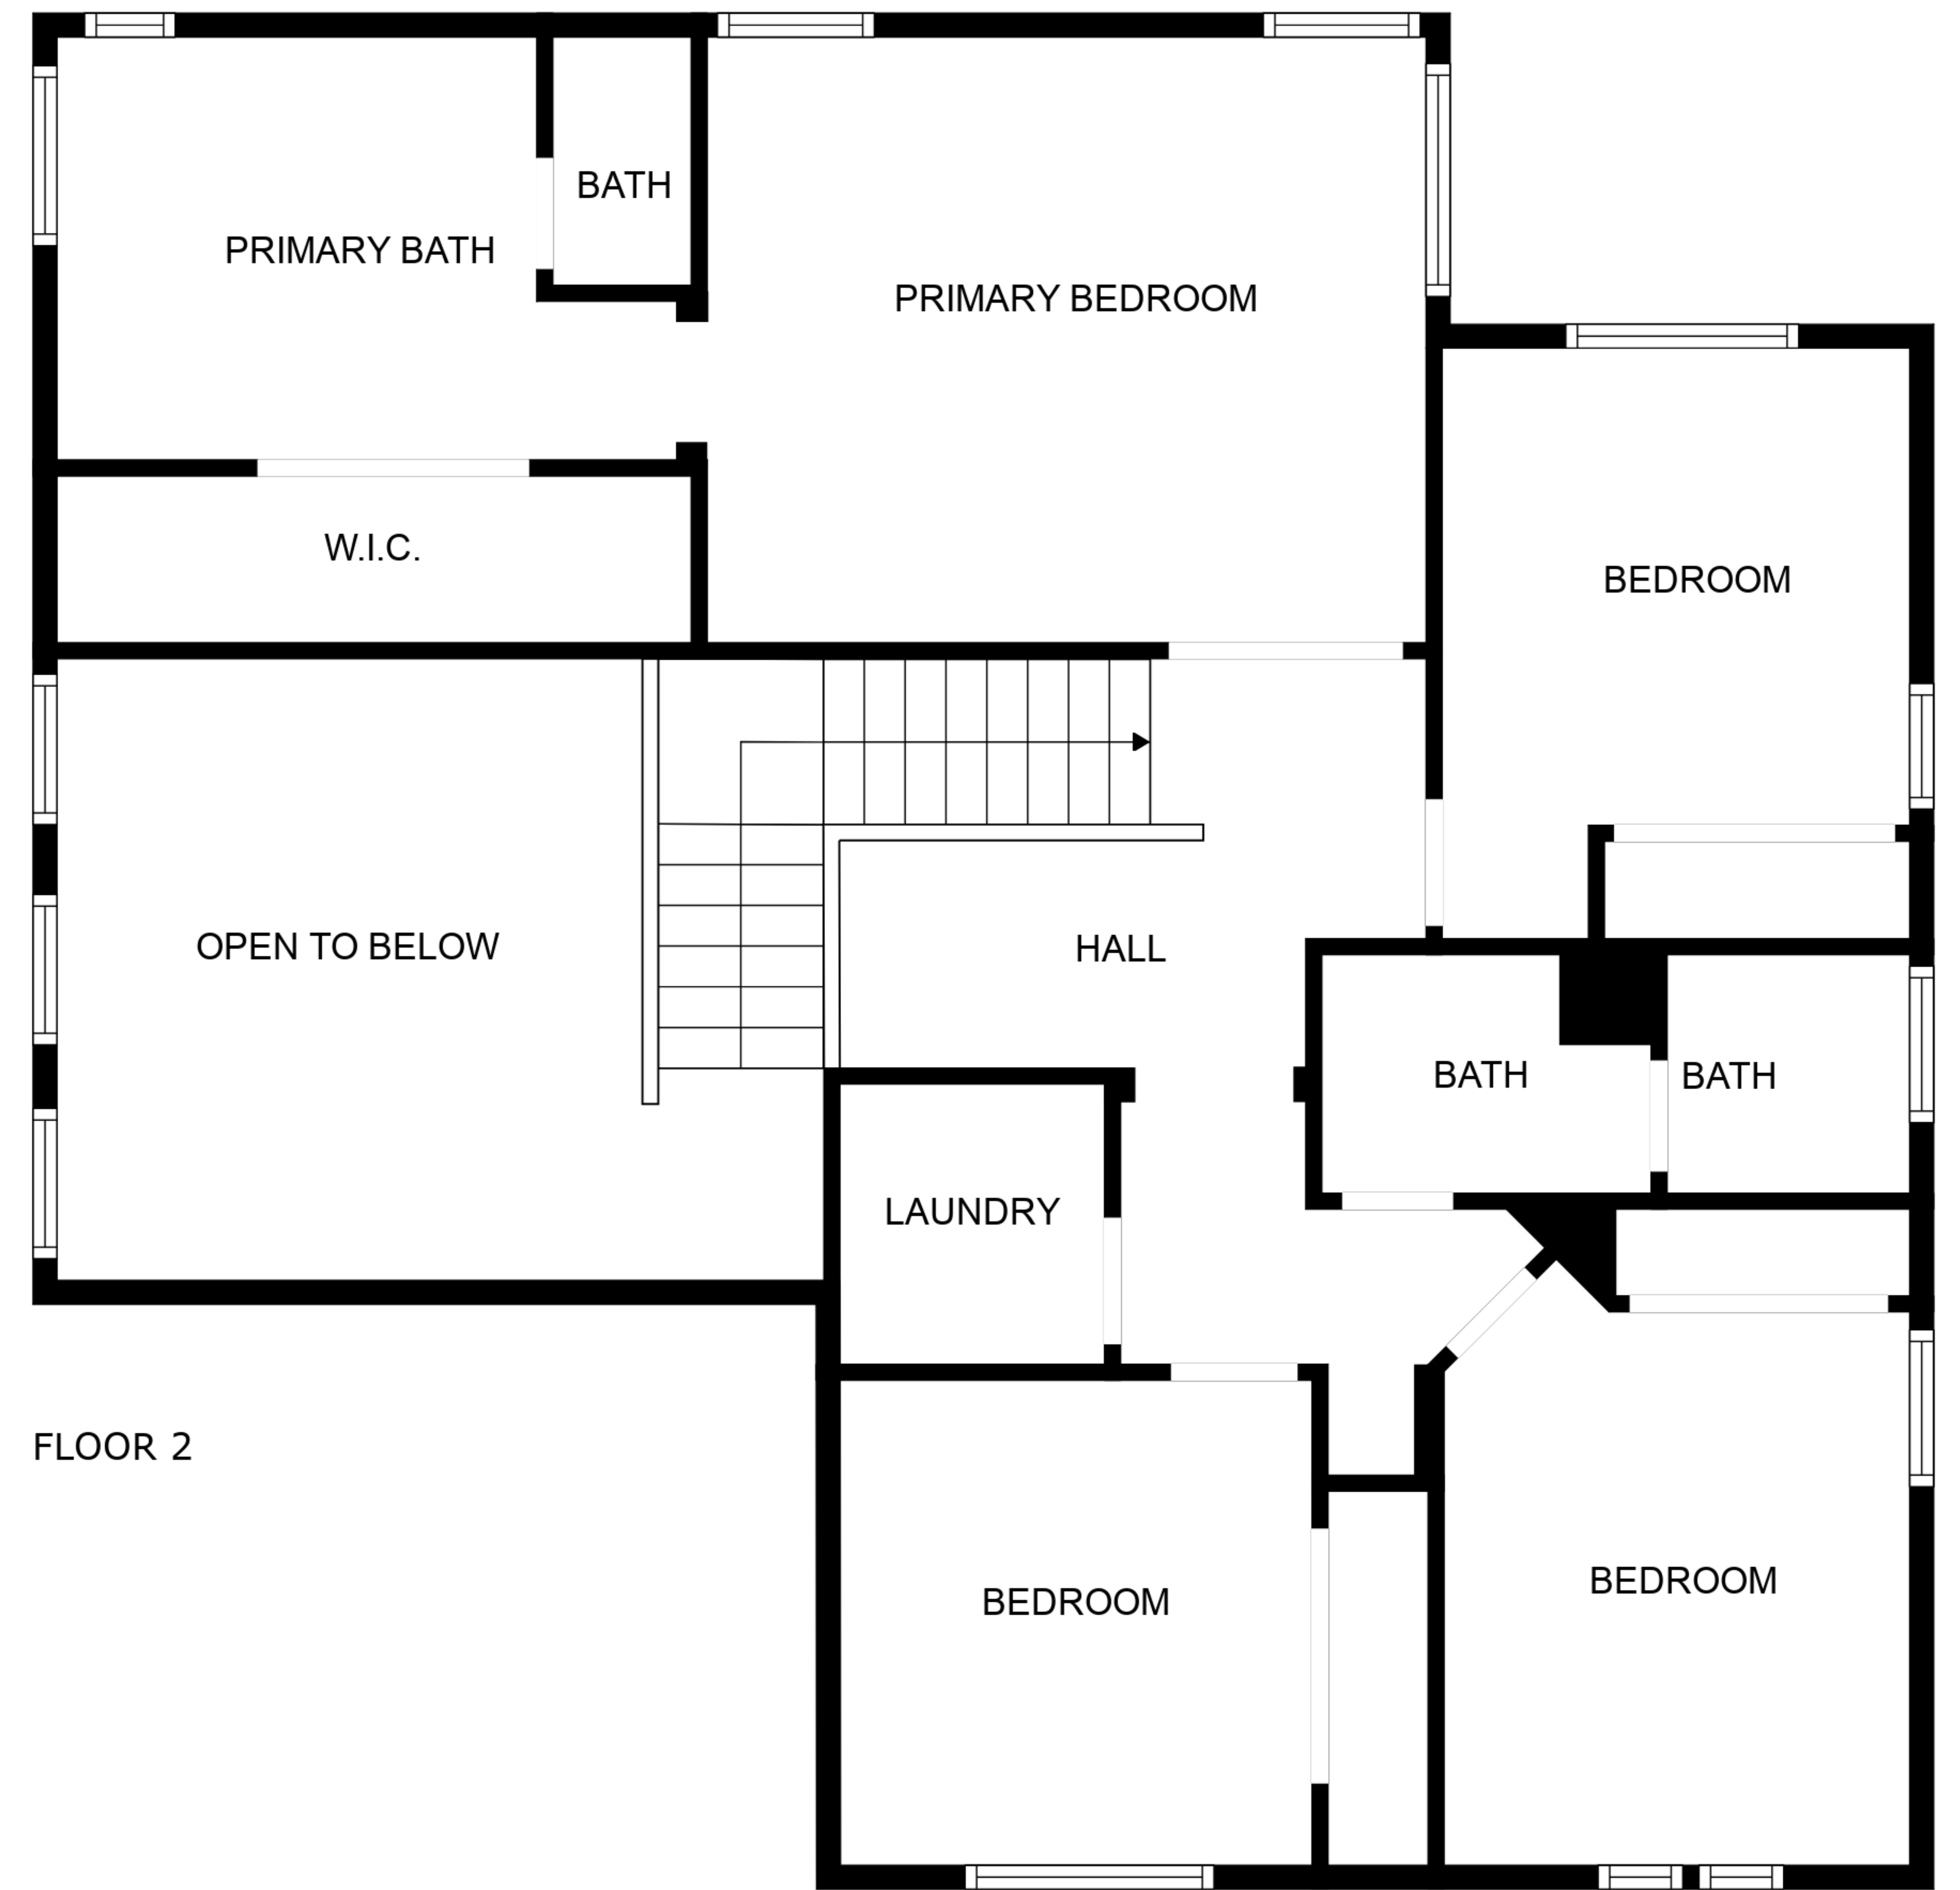 BATH
PRIMARY BATH
PRIMARY BEDROOM
W.I.C.
BEDROOM
OPEN TO BELOW
HALL
BATH
BATH
LAUNDRY
FLOOR 2
BEDROOM
BEDROOM